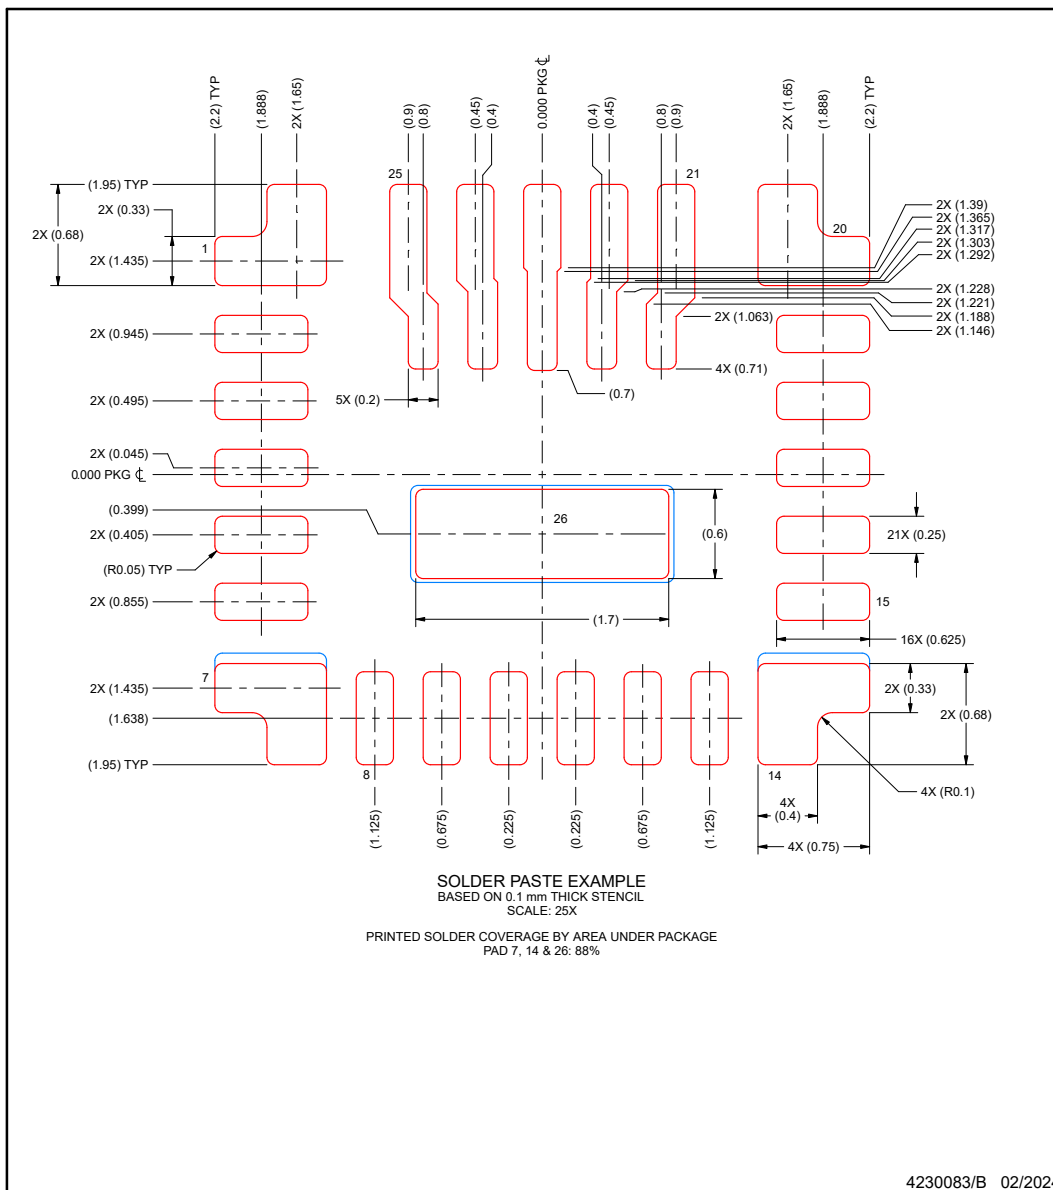 (2.2) TYP
(1.888)
2X (1.65)
(0.9)
(0.8)
(0.45)
(0.4)
0.000 PKG ℄
(0.4)
(0.45)
(0.8)
(0.9)
2X (1.65)
(1.888)
(2.2) TYP
(1.95) TYP
2X (0.33)
2X (0.68)
2X (1.435)
2X (0.945)
2X (0.495)
2X (0.045)
0.000 PKG ℄
(0.399)
2X (0.405)
(R0.05) TYP
2X (0.855)
2X (1.435)
(1.638)
(1.95) TYP
1
25
21
20
2X (1.39)
2X (1.365)
2X (1.317)
2X (1.303)
2X (1.292)
2X (1.228)
2X (1.221)
2X (1.188)
2X (1.146)
2X (1.063)
4X (0.71)
(0.7)
5X (0.2)
26
(0.6)
(1.7)
21X (0.25)
15
16X (0.625)
2X (0.33)
2X (0.68)
4X (R0.1)
7
8
14
4X
(0.4)
4X (0.75)
(1.125)
(0.675)
(0.225)
(0.225)
(0.675)
(1.125)
SOLDER PASTE EXAMPLE
BASED ON 0.1 mm THICK STENCIL
SCALE: 25X
PRINTED SOLDER COVERAGE BY AREA UNDER PACKAGE
PAD 7, 14 & 26: 88%
4230083/B 02/2024